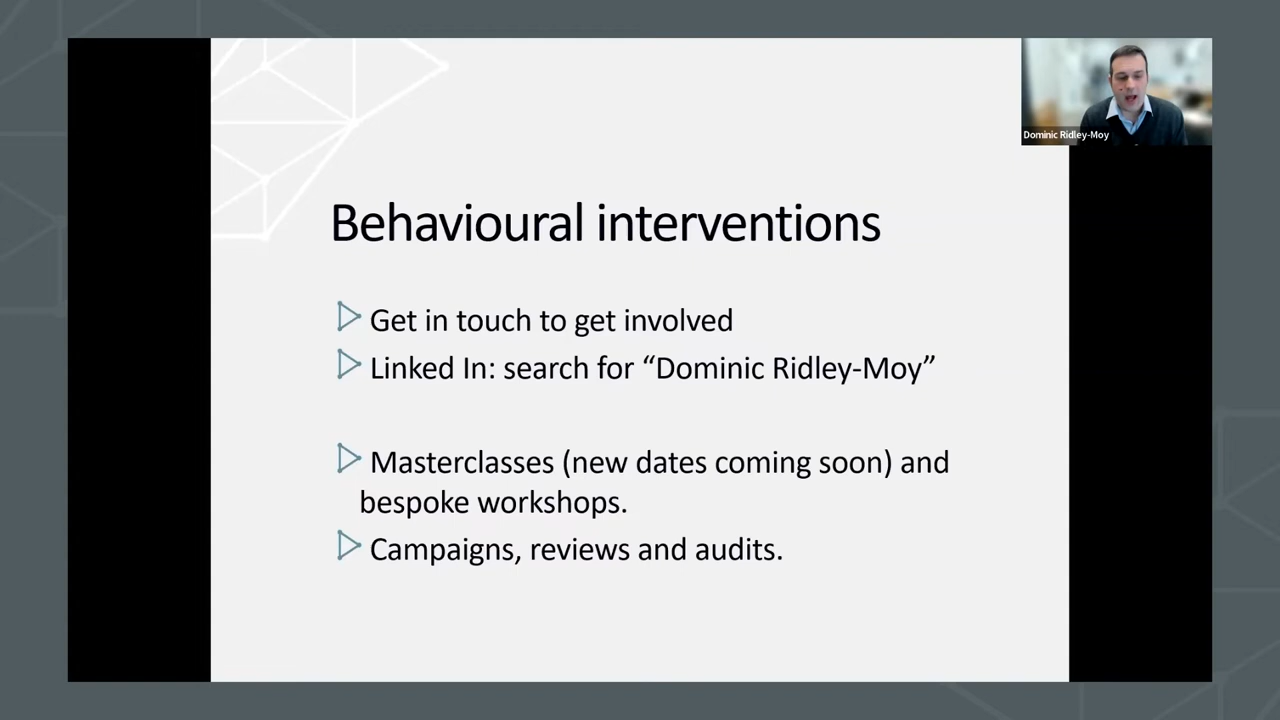 Dominic Ridley-Moy
Behavioural interventions
Get in touch to get involved
Linked In: search for “Dominic Ridley-Moy”
Masterclasses (new dates coming soon) and
bespoke workshops.
Campaigns, reviews and audits.